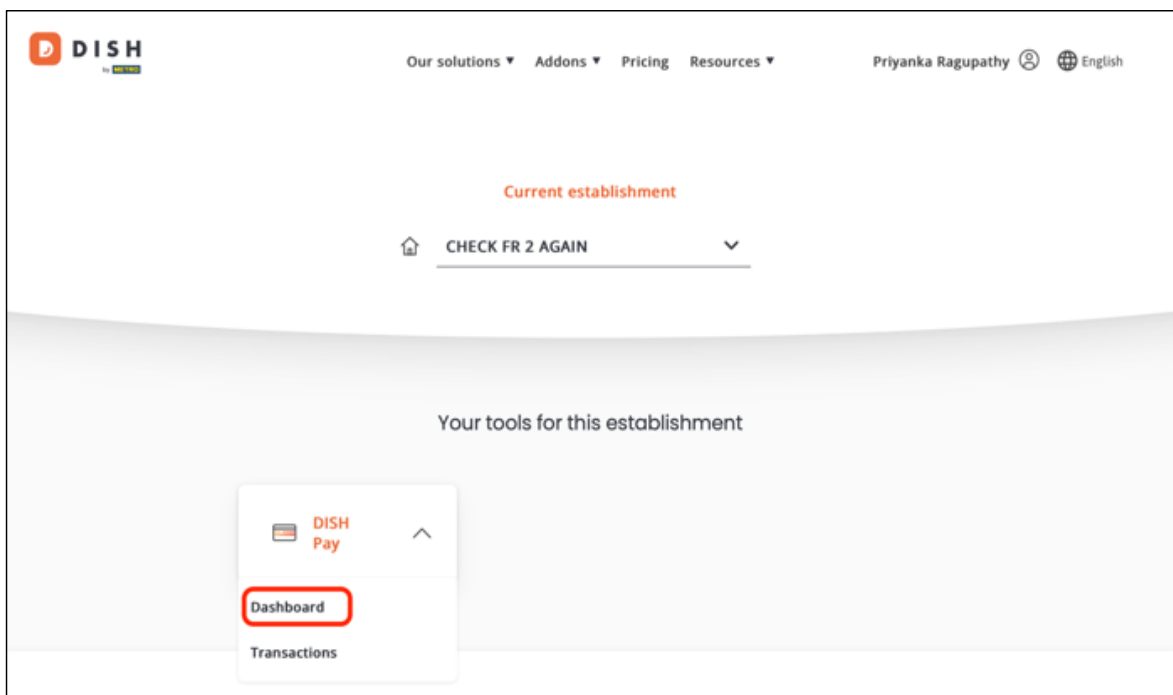 DISH
by METRO
Our solutions ▼ Addons ▼ Pricing Resources ▼ Priyanka Ragupathy English
Current establishment
CHECK FR 2 AGAIN
Your tools for this establishment
DISH
Pay
Dashboard
Transactions